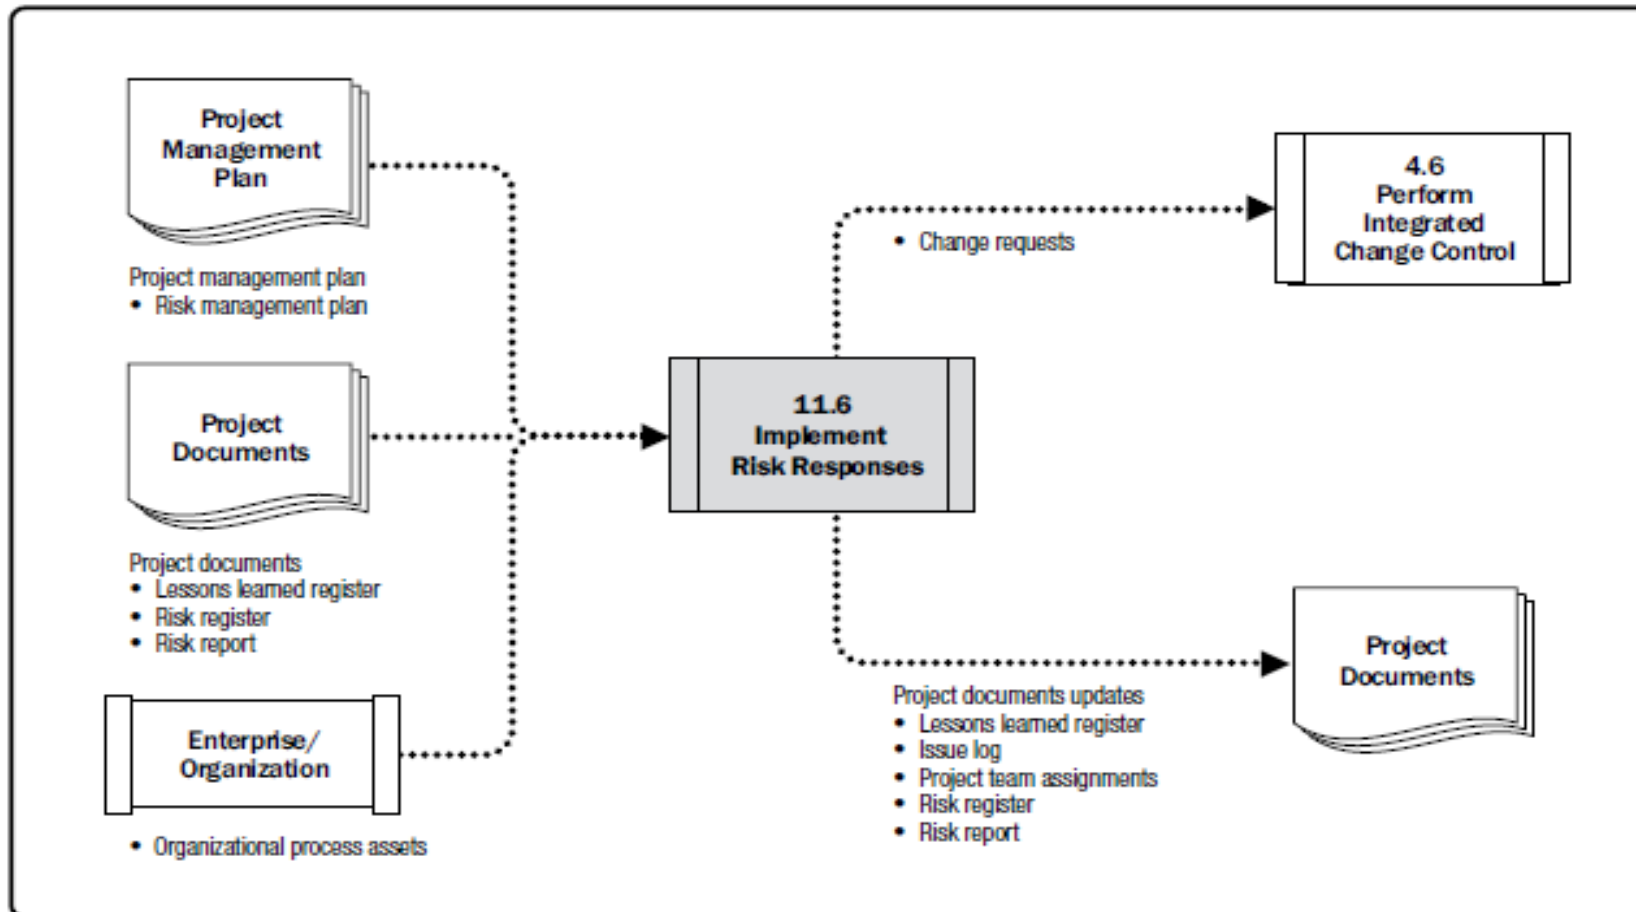 Project
Management
Plan
Project management plan
• Risk management plan
Project
Documents
Project documents
• Lessons learned register
• Risk register
• Risk report
Enterprise/
Organization
• Organizational process assets
11.6
Implement
Risk Responses
• Change requests
4.6
Perform
Integrated
Change Control
Project documents updates
• Lessons learned register
• Issue log
• Project team assignments
• Risk register
• Risk report
Project
Documents